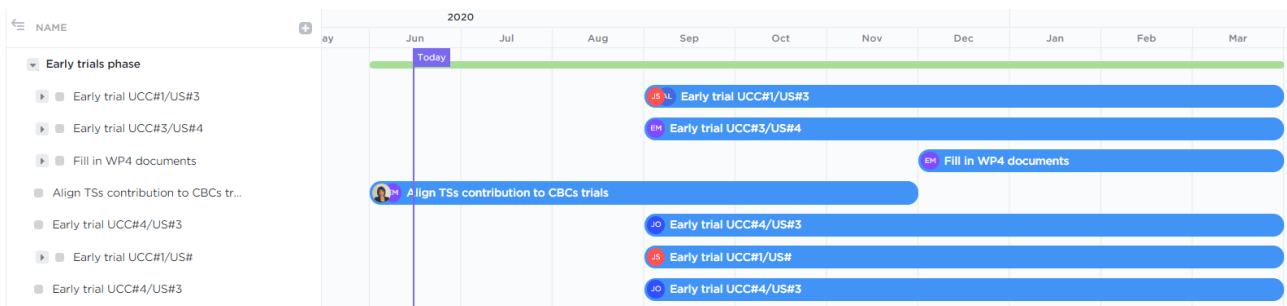 2020
NAME
ay Jun Jul Aug Sep Oct Nov Dec Jan Feb Mar
Today
Early trials phase
Early trial UCC#1/US#3 JS AL Early trial UCC#1/US#3
Early trial UCC#3/US#4 EM Early trial UCC#3/US#4
Fill in WP4 documents EM Fill in WP4 documents
Align TSs contribution to CBCs tr... M Align TSs contribution to CBCs trials
Early trial UCC#4/US#3 JO Early trial UCC#4/US#3
Early trial UCC#1/US# JS Early trial UCC#1/US#
Early trial UCC#4/US#3 JO Early trial UCC#4/US#3